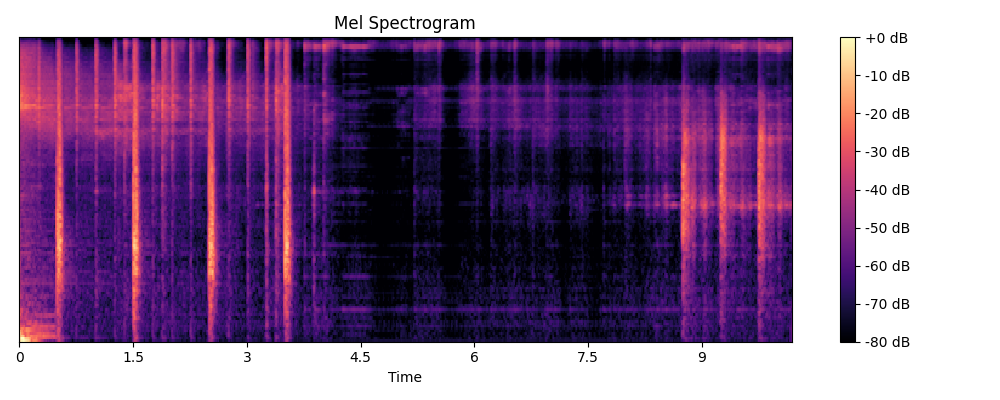 Mel Spectrogram
+0 dB
-10 dB
-20 dB
-30 dB
-40 dB
-50 dB
-60 dB
-70 dB
-80 dB
0 1.5 3 4.5 6 7.5 9
Time